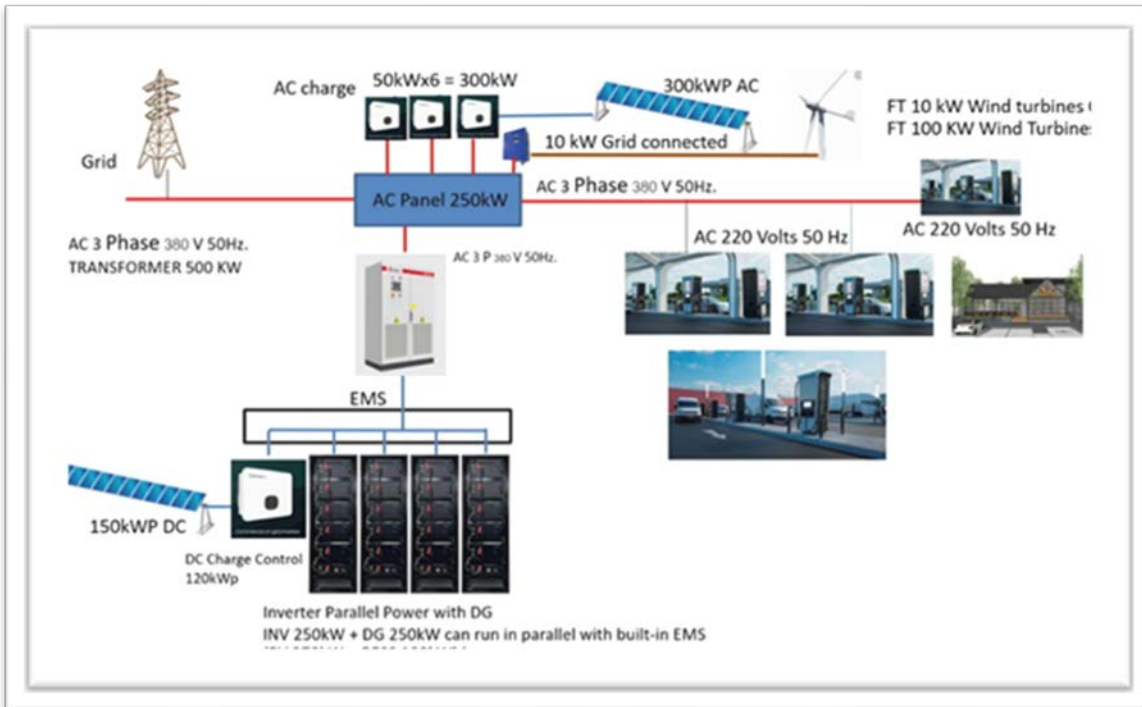 AC charge
50kWx6 = 300kW
300kWP AC
FT 10 kW Wind turbines
FT 100 KW Wind Turbines
Grid
10 kW Grid connected
AC Panel 250kW
AC 3 Phase 380 V 50Hz.
AC 3 Phase 380 V 50Hz.
TRANSFORMER 500 KW
AC 3 P 380 V 50Hz.
AC 220 Volts 50 Hz
AC 220 Volts 50 Hz
EMS
150kWP DC
DC Charge Control
120kWp
Inverter Parallel Power with DG
INV 250kW + DG 250kW can run in parallel with built-in EMS